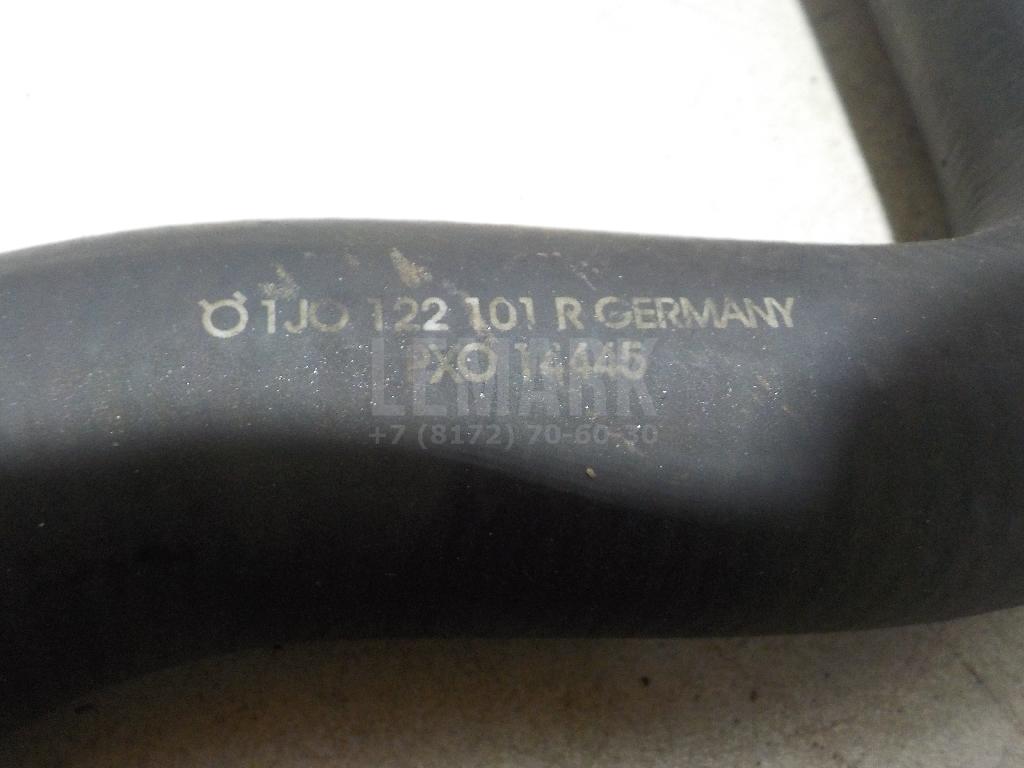 1JO 122 101 R GERMANY
PXO 14445
LEMARK
+7 (8172) 70-60-30